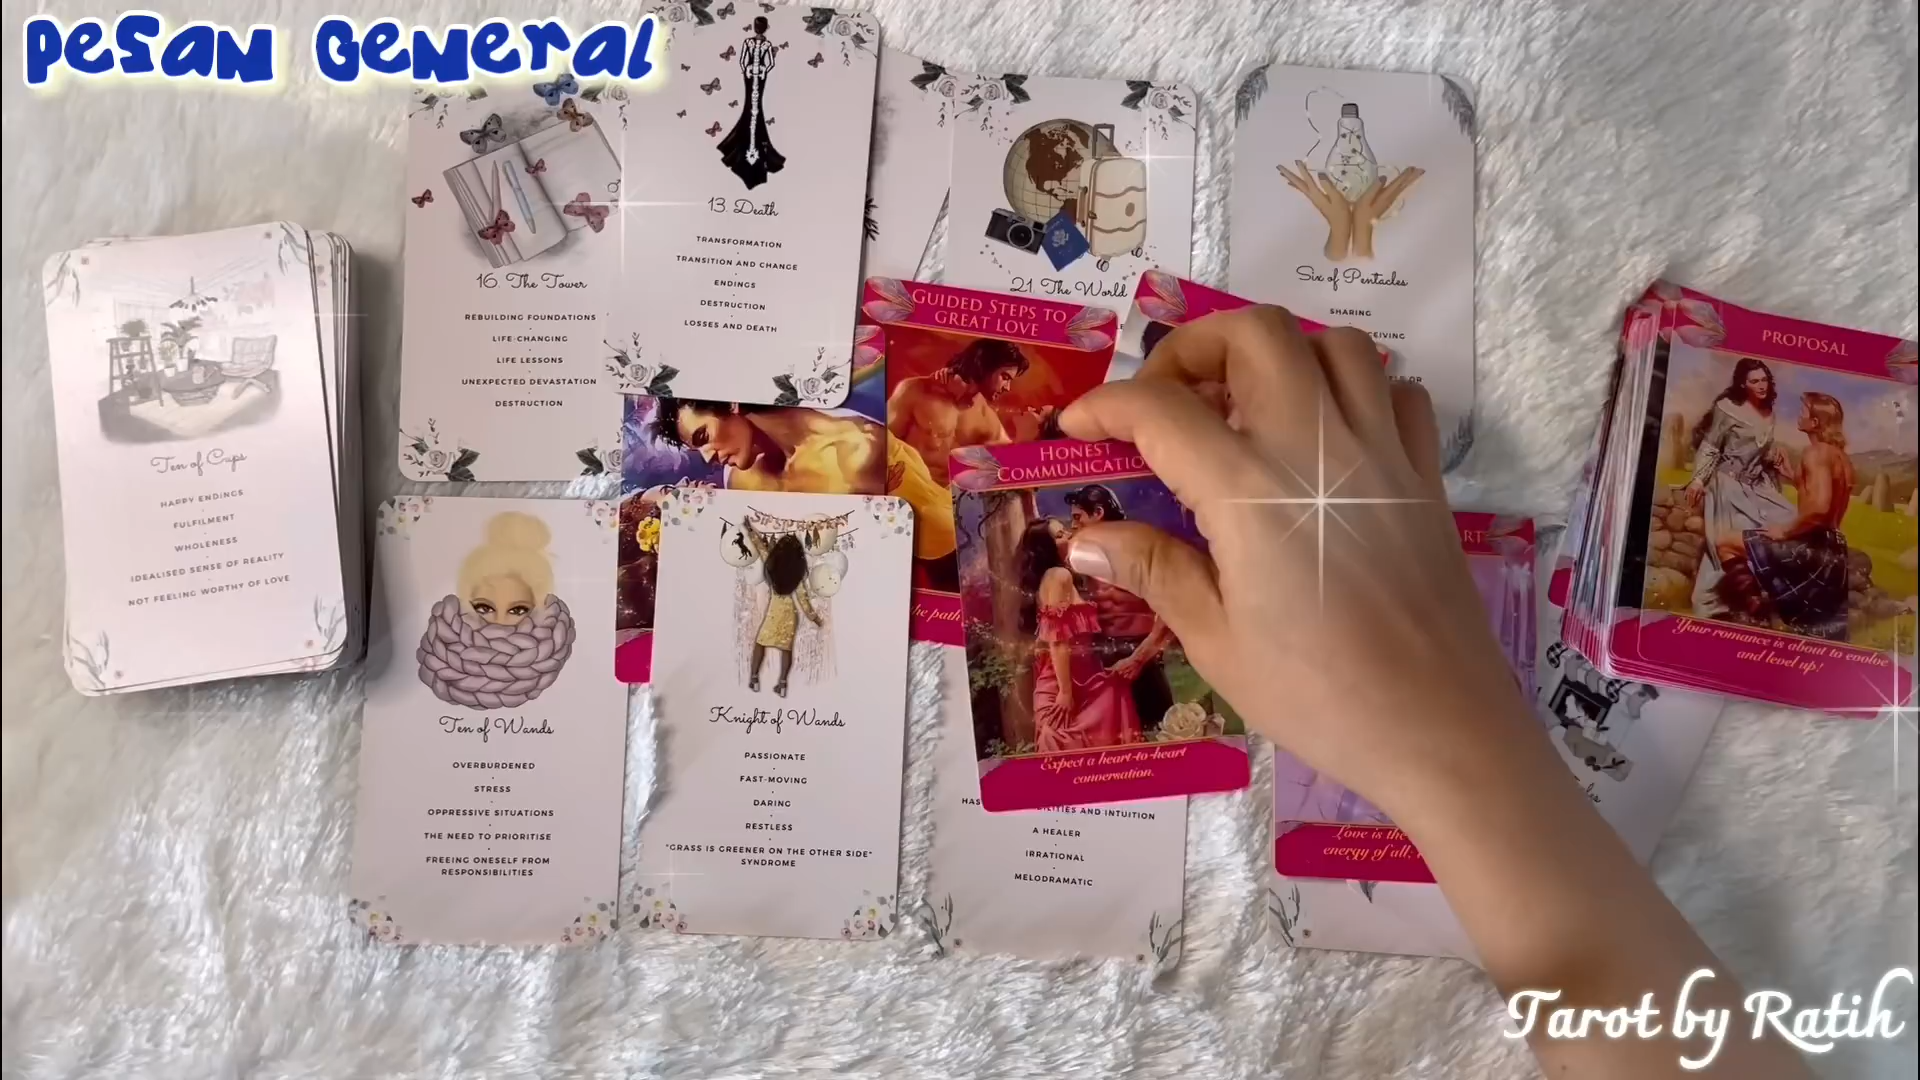 Pesan General
16. The Tower
REBUILDING FOUNDATIONS
LIFE-CHANGING
LIFE LESSONS
UNEXPECTED DEVASTATION
DESTRUCTION
13. Death
TRANSFORMATION
TRANSITION AND CHANGE
ENDINGS
DESTRUCTION
LOSSES AND DEATH
21. The World
Six of Pentacles
SHARING
Ten of Cups
HAPPY ENDINGS
FULFILMENT
WHOLENESS
IDEALISED SENSE OF REALITY
NOT FEELING WORTHY OF LOVE
GUIDED STEPS TO
GREAT LOVE
the path
HONEST
Expect a heart-to-heart
conversation.
PROPOSAL
Your romance is about to evolve
and level up!
Ten of Wands
OVERBURDENED
STRESS
OPPRESSIVE SITUATIONS
THE NEED TO PRIORITISE
FREEING ONESELF FROM
RESPONSIBILITIES
Knight of Wands
PASSIONATE
FAST-MOVING
DARING
RESTLESS
"GRASS IS GREENER ON THE OTHER SIDE"
SYNDROME
AND INTUITION
A HEALER
IRRATIONAL
MELODRAMATIC
Love is the
energy of all,
Tarot by Ratih